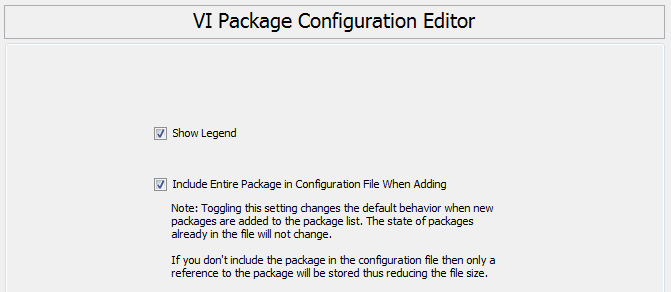 VI Package Configuration Editor
Show Legend
Include Entire Package in Configuration File When Adding
Note: Toggling this setting changes the default behavior when new
packages are added to the package list. The state of packages
already in the file will not change.
If you don't include the package in the configuration file then only a
reference to the package will be stored thus reducing the file size.